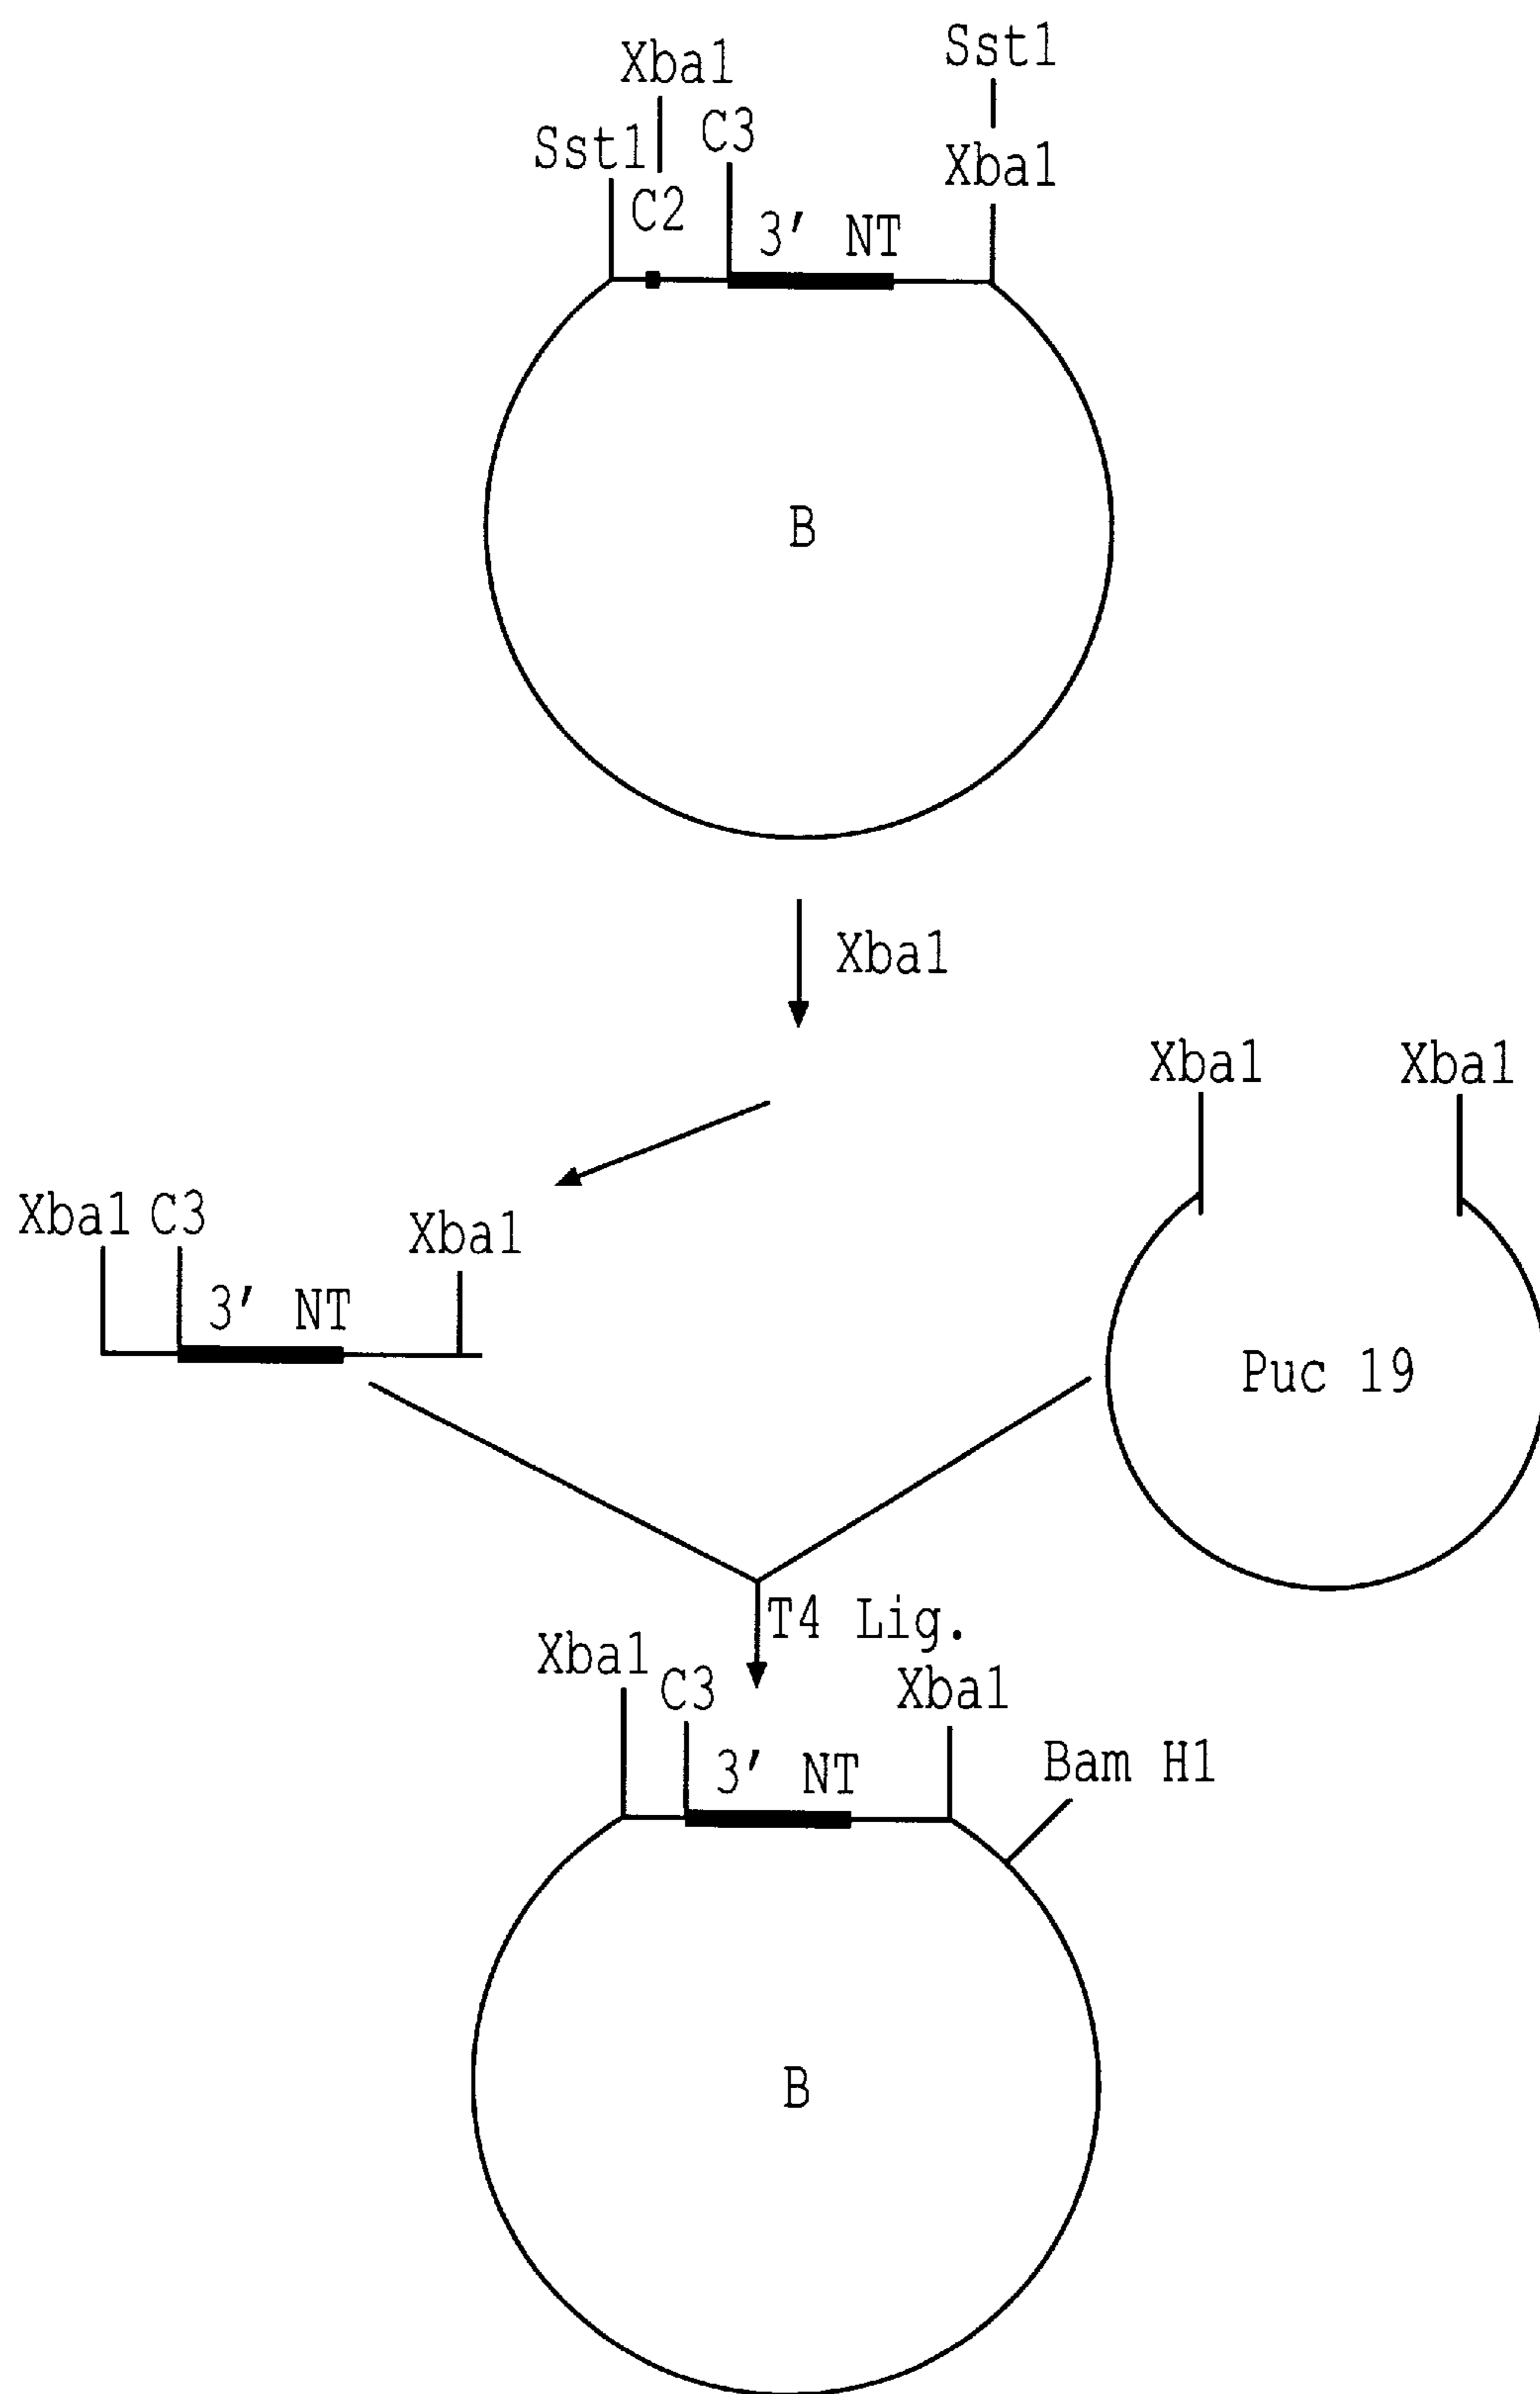 Sst1
Xba1
C3
Sst1
Xba1
C2
3' NT
B
Xba1
Xba1
Xba1
Xba1
C3
Xba1
3' NT
Puc 19
T4 Lig.
Xba1
C3
Xba1
3' NT
Bam H1
B